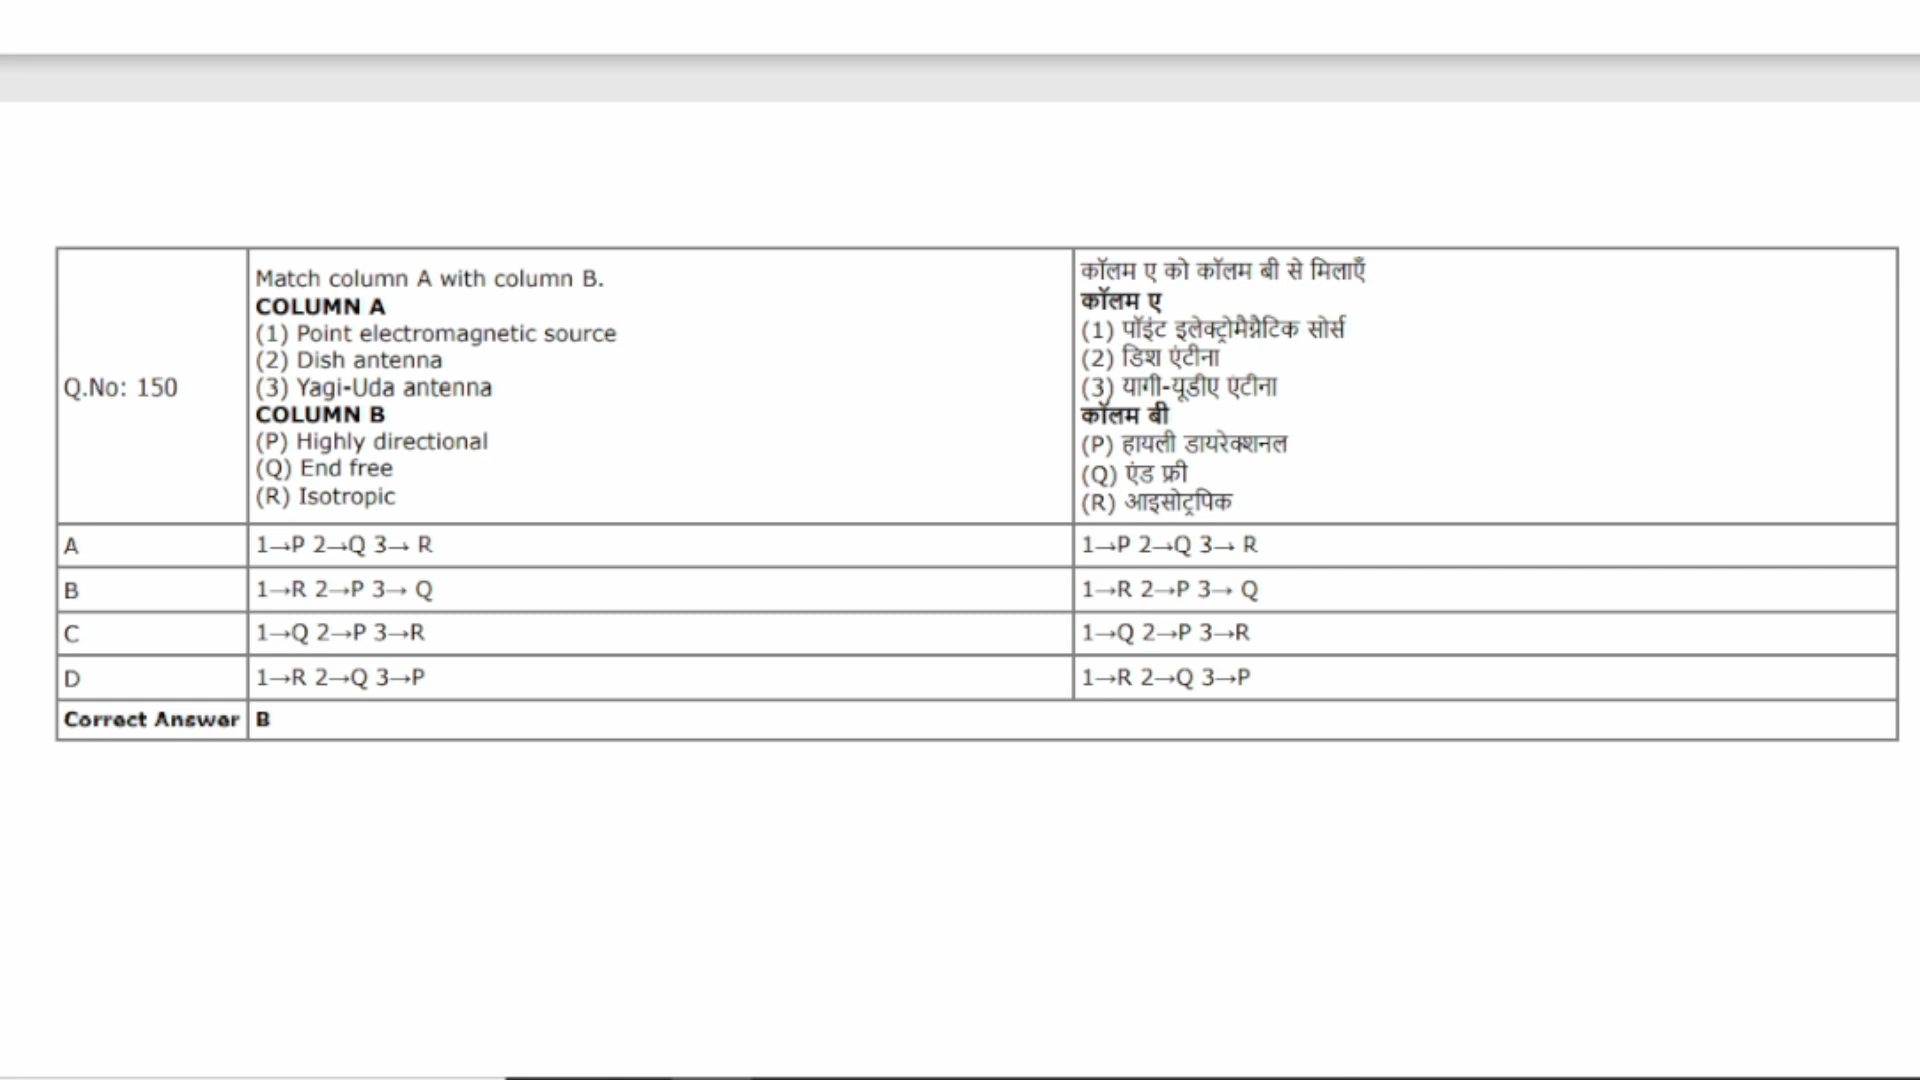 Q.No: 150
Match column A with column B.
COLUMN A
(1) Point electromagnetic source
(2) Dish antenna
(3) Yagi-Uda antenna
COLUMN B
(P) Highly directional
(Q) End free
(R) Isotropic
कॉलम ए को कॉलम बी से मिलाएँ
कॉलम ए
(1) पॉइंट इलेक्ट्रोमैग्नैटिक सोर्स
(2) डिश एंटीना
(3) यागी-यूडीए एंटीना
कॉलम बी
(P) हायली डायरेक्शनल
(Q) एंड फ्री
(R) आइसोट्रपिक
A
1→P 2→Q 3→ R
1→P 2→Q 3→ R
B
1→R 2→P 3→ Q
1→R 2→P 3→ Q
C
1→Q 2→P 3→R
1→Q 2→P 3→R
D
1→R 2→Q 3→P
1→R 2→Q 3→P
Correct Answer
B